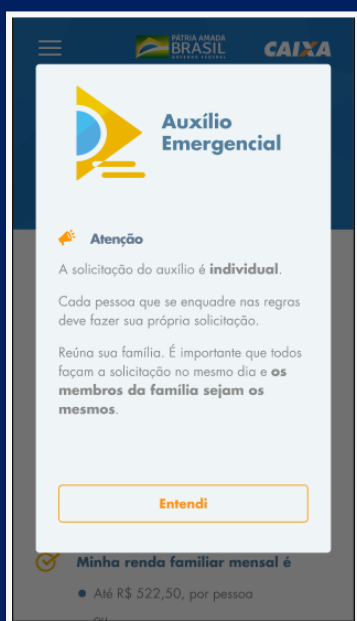 PÁTRIA AMADA
BRASIL
GOVERNO FEDERAL
CAIXA
Auxílio
Emergencial
Atenção
A solicitação do auxílio é individual.
Cada pessoa que se enquadre nas regras
deve fazer sua própria solicitação.
Reúna sua família. É importante que todos
façam a solicitação no mesmo dia e os
membros da família sejam os
mesmos.
Entendi
Minha renda familiar mensal é
Até R$ 522,50, por pessoa
ou